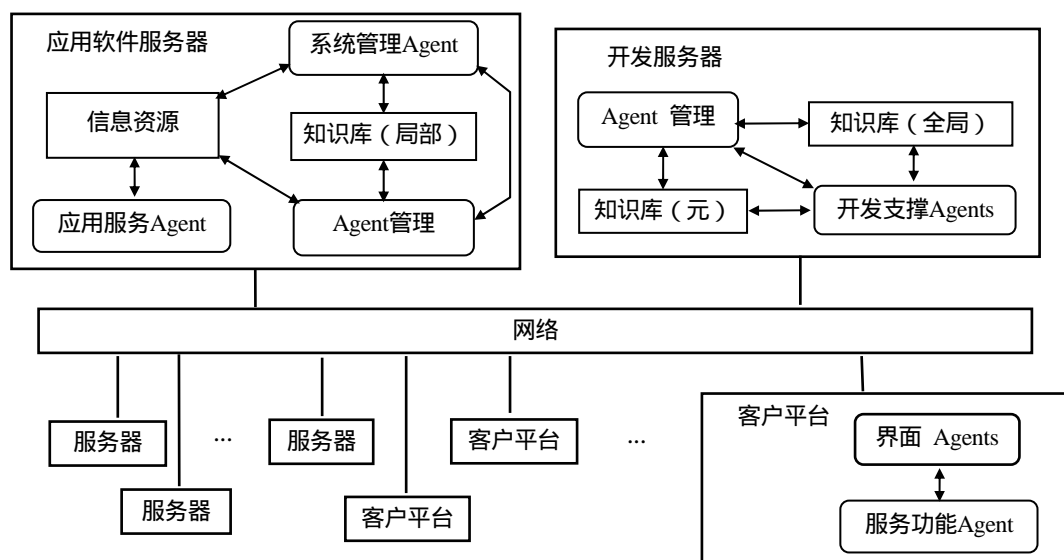 应用软件服务器
系统管理Agent
信息资源
知识库（局部）
应用服务Agent
Agent管理
开发服务器
Agent 管理
知识库（全局）
知识库（元）
开发支撑Agents
网络
服务器
...
服务器
客户平台
...
服务器
客户平台
客户平台
界面 Agents
服务功能Agent